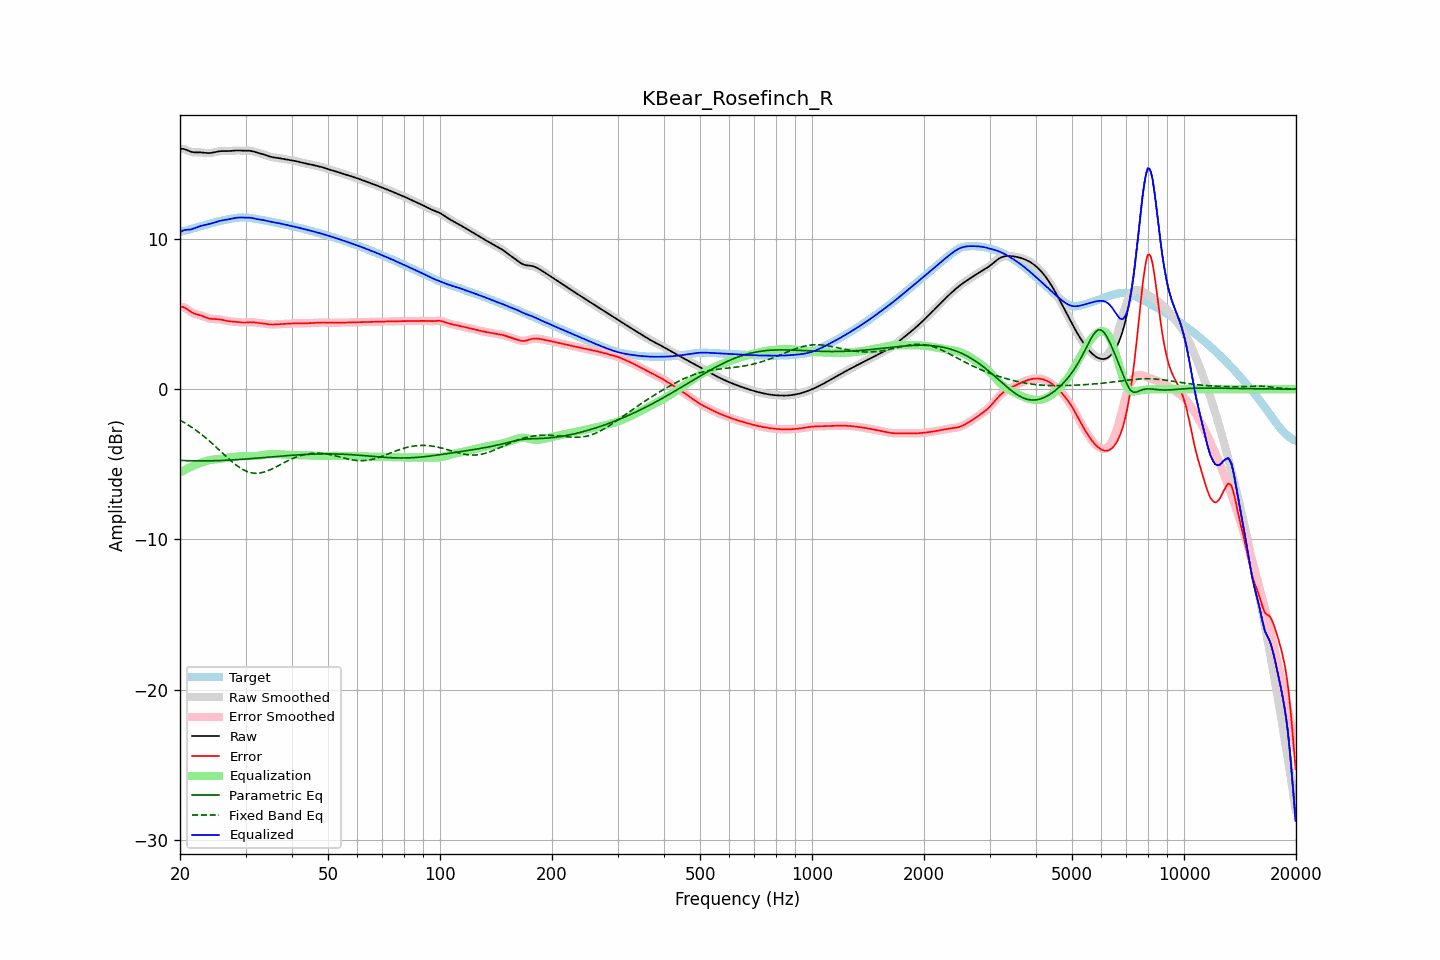 KBear_Rosefinch_R
Amplitude (dBr)
10
0
−10
−20
−30
Target
Raw Smoothed
Error Smoothed
Raw
Error
Equalization
Parametric Eq
Fixed Band Eq
Equalized
20 50 100 200 500 1000 2000 5000 10000 20000
Frequency (Hz)